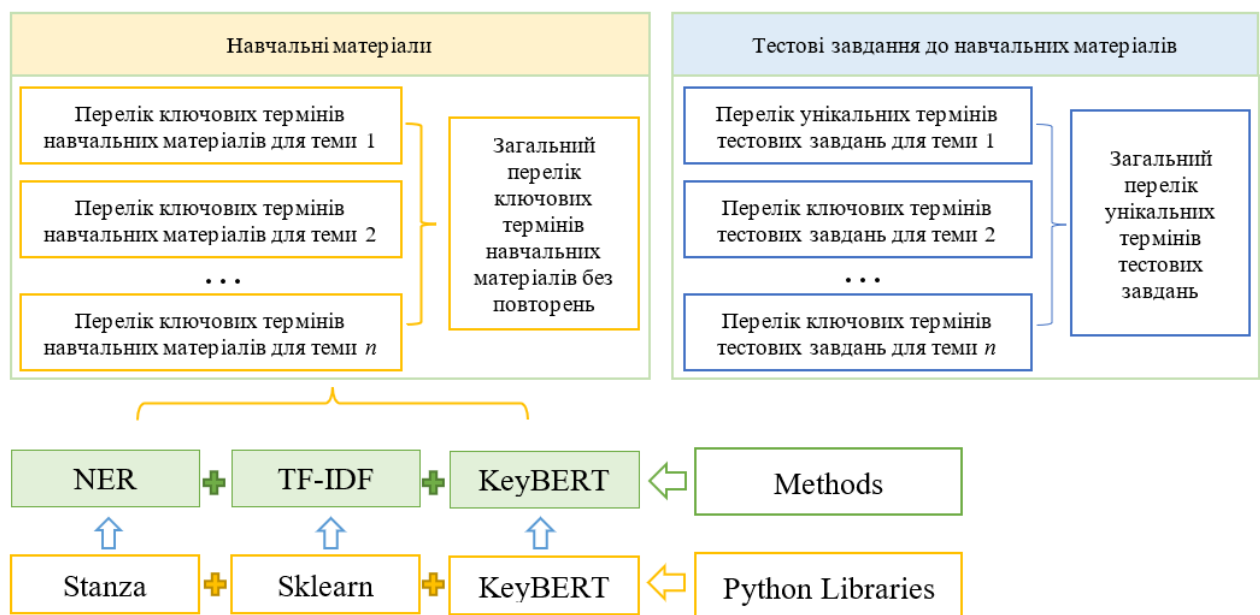 Навчальні матеріали
Перелік ключових термінів
навчальних матеріалів для теми 1
Перелік ключових термінів
навчальних матеріалів для теми 2
...
Перелік ключових термінів
навчальних матеріалів для теми n
Загальний
перелік
ключових
термінів
навчальних
матеріалів без
повторень
Тестові завдання до навчальних матеріалів
Перелік унікальних термінів
тестових завдань для теми 1
Перелік ключових термінів
тестових завдань для теми 2
...
Перелік ключових термінів
тестових завдань для теми n
Загальний
перелік
унікальних
термінів
тестових
завдань
NER
TF-IDF
KeyBERT
Methods
Stanza
Sklearn
KeyBERT
Python Libraries